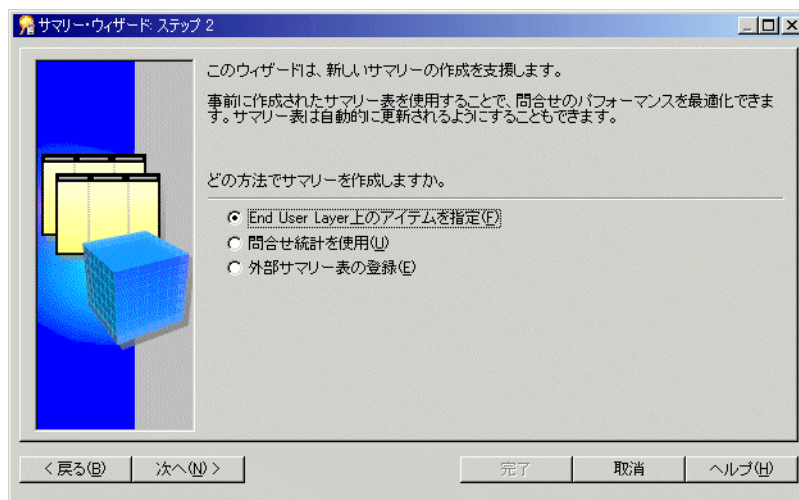 サマリー・ウィザード: ステップ 2
このウィザードは、新しいサマリーの作成を支援します。
事前に作成されたサマリー表を使用することで、問合せのパフォーマンスを最適化できま
す。サマリー表は自動的に更新されるようにすることもできます。
どの方法でサマリーを作成しますか。
End User Layer上のアイテムを指定(F)
問合せ統計を使用(U)
外部サマリー表の登録(E)
< 戻る(B) 次へ(N) > 完了 取消 ヘルプ(H)